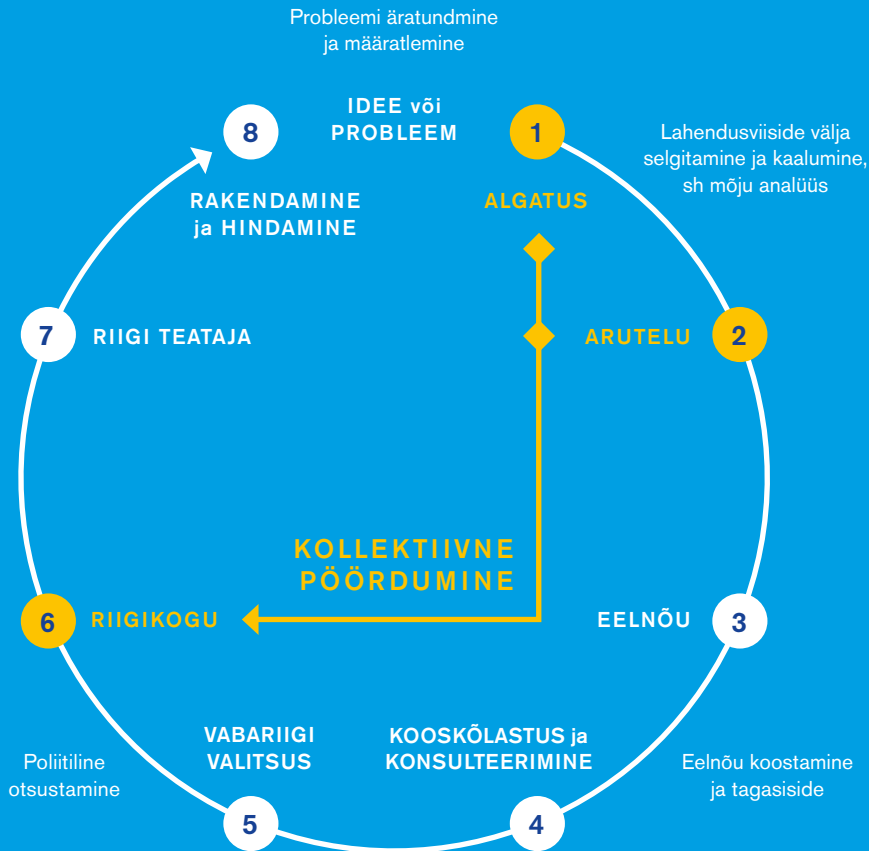 Probleemi äratundmine
ja määratlemine
IDEE või
PROBLEEM
8
1
Lahendusviiside välja
selgitamine ja kaalumine,
sh mõju analüüs
RAKENDAMINE
ja HINDAMINE
ALGATUS
7
RIIGI TEATAJA
ARUTELU
2
KOLLEKTIIVNE
PÖÖRDUMINE
6
RIIGIKOGU
EELNÕU
3
VABARIIGI
VALITSUS
KOOSKÕLASTUS ja
KONSULTEERIMINE
Poliitiline
otsustamine
Eelnõu koostamine
ja tagasiside
5
4